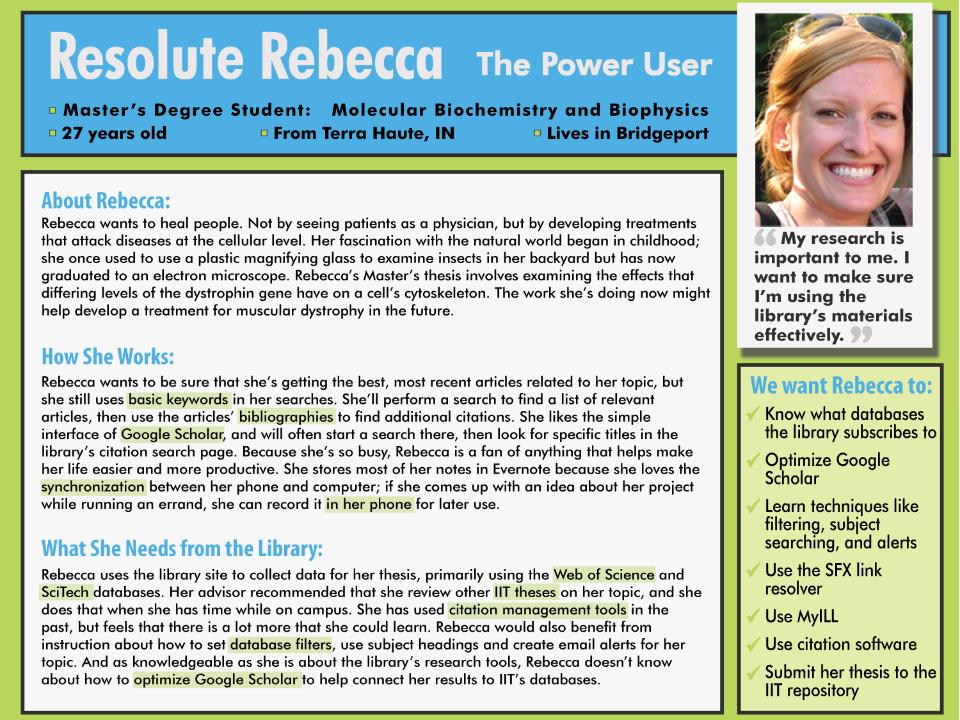 Resolute Rebecca The Power User
Master's Degree Student: Molecular Biochemistry and Biophysics
27 years old From Terra Haute, IN Lives in Bridgeport
“ My research is
important to me. I
want to make sure
I'm using the
library's materials
effectively. ”
About Rebecca:
Rebecca wants to heal people. Not by seeing patients as a physician, but by developing treatments
that attack diseases at the cellular level. Her fascination with the natural world began in childhood;
she once used to use a plastic magnifying glass to examine insects in her backyard but has now
graduated to an electron microscope. Rebecca's Master's thesis involves examining the effects that
differing levels of the dystrophin gene have on a cell's cytoskeleton. The work she's doing now might
help develop a treatment for muscular dystrophy in the future.
How She Works:
Rebecca wants to be sure that she's getting the best, most recent articles related to her topic, but
she still uses basic keywords in her searches. She'll perform a search to find a list of relevant
articles, then use the articles' bibliographies to find additional citations. She likes the simple
interface of Google Scholar, and will often start a search there, then look for specific titles in the
library's citation search page. Because she's so busy, Rebecca is a fan of anything that helps make
her life easier and more productive. She stores most of her notes in Evernote because she loves the
synchronization between her phone and computer; if she comes up with an idea about her project
while running an errand, she can record it in her phone for later use.
What She Needs from the Library:
Rebecca uses the library site to collect data for her thesis, primarily using the Web of Science and
SciTech databases. Her advisor recommended that she review other IIT theses on her topic, and she
does that when she has time while on campus. She has used citation management tools in the
past, but feels that there is a lot more that she could learn. Rebecca would also benefit from
instruction about how to set database filters, use subject headings and create email alerts for her
topic. And as knowledgeable as she is about the library's research tools, Rebecca doesn't know
about how to optimize Google Scholar to help connect her results to IIT's databases.
We want Rebecca to:
Know what databases
the library subscribes to
Optimize Google
Scholar
Learn techniques like
filtering, subject
searching, and alerts
Use the SFX link
resolver
Use MyILL
Use citation software
Submit her thesis to the
IIT repository